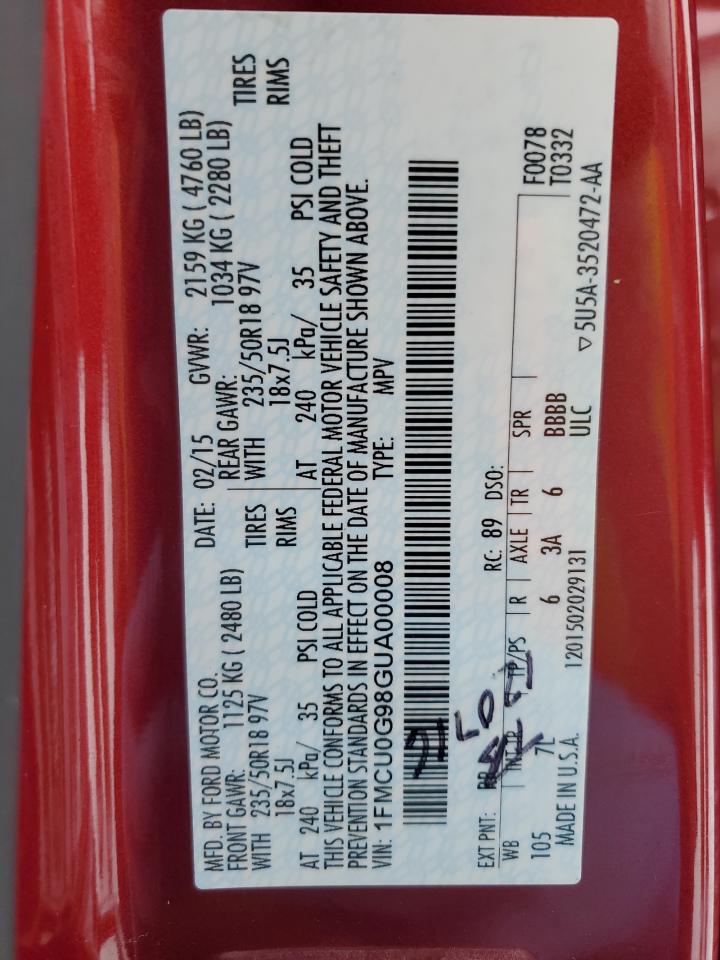 MFD. BY FORD MOTOR CO.
DATE: 02/15 GVWR: 2159 KG ( 4760 LB)
FRONT GAWR: 1125 KG ( 2480 LB) REAR GAWR: 1034 KG ( 2280 LB)
WITH 235/50R18 97V TIRES WITH 235/50R18 97V TIRES
18x7.5J RIMS 18x7.5J RIMS
AT 240 kPa/ 35 PSI COLD AT 240 kPa/ 35 PSI COLD
THIS VEHICLE CONFORMS TO ALL APPLICABLE FEDERAL MOTOR VEHICLE SAFETY AND THEFT
PREVENTION STANDARDS IN EFFECT ON THE DATE OF MANUFACTURE SHOWN ABOVE.
VIN: 1FMCU0G98GUA00008 TYPE: MPV
EXT PNT: RC: 89 DSO: F0078
WB TP/PS R AXLE TR SPR T0332
105 7L 6 3A 6 BBBB
MADE IN U.S.A. 1201502029131 ULC ▽ 5U5A-3520472-AA